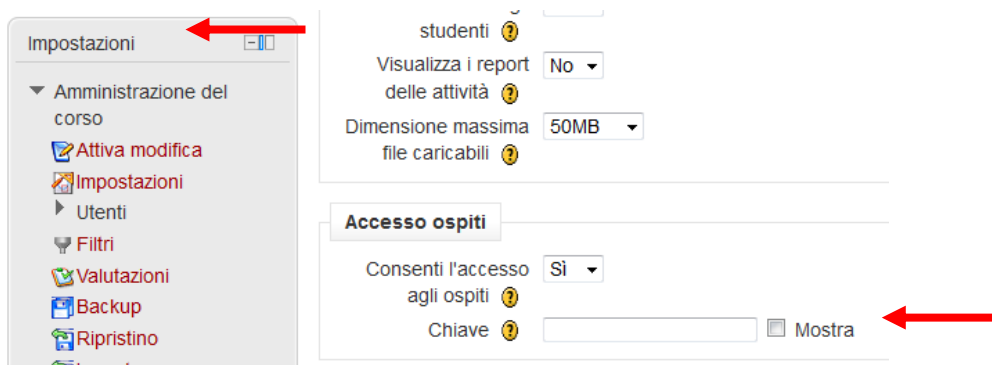 Impostazioni
Amministrazione del
corso
Attiva modifica
Impostazioni
Utenti
Filtri
Valutazioni
Backup
Ripristino
studenti
Visualizza i report No
delle attività
Dimensione massima 50MB
file caricabili
Accesso ospiti
Consenti l'accesso Sì
agli ospiti
Chiave Mostra